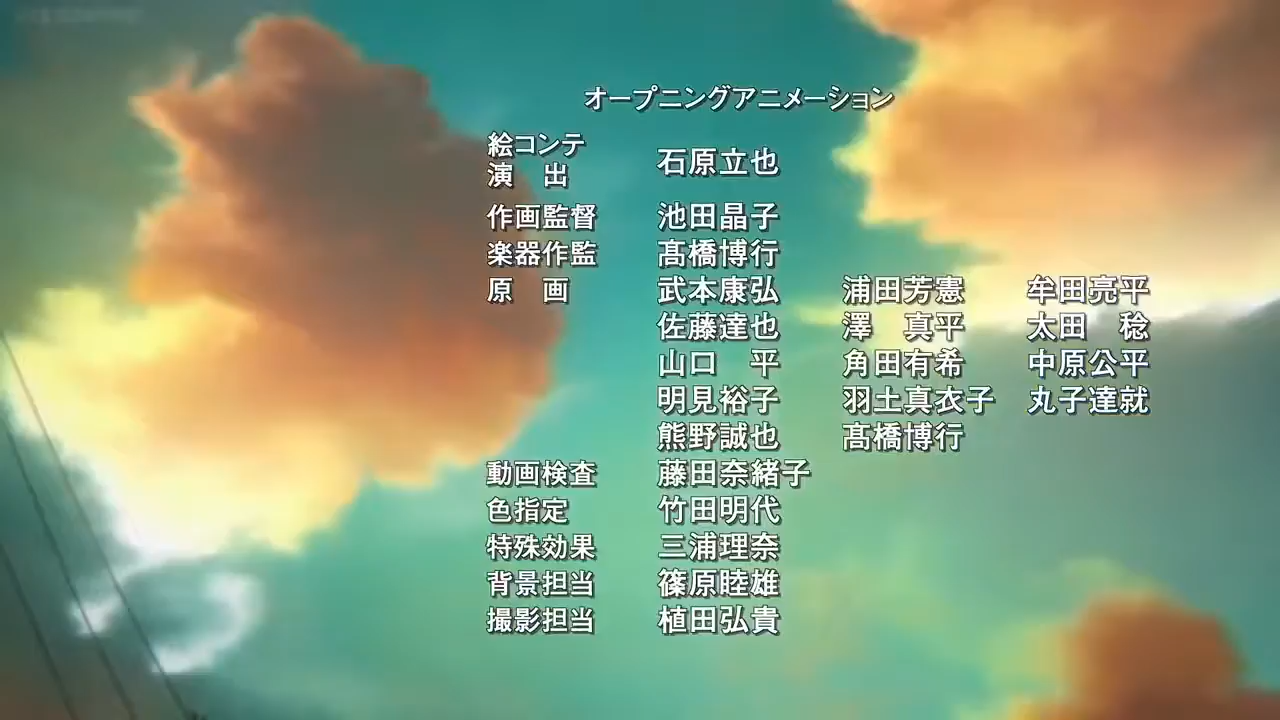 オープニングアニメーション
絵コンテ
演　出　石原立也
作画監督　池田晶子
楽器作監　髙橋博行
原　画　武本康弘　浦田芳憲　牟田亮平
佐藤達也　澤　真平　太田　稔
山口　平　角田有希　中原公平
明見裕子　羽土真衣子　丸子達就
熊野誠也　髙橋博行
動画検査　藤田奈緒子
色指定　竹田明代
特殊効果　三浦理奈
背景担当　篠原睦雄
撮影担当　植田弘貴